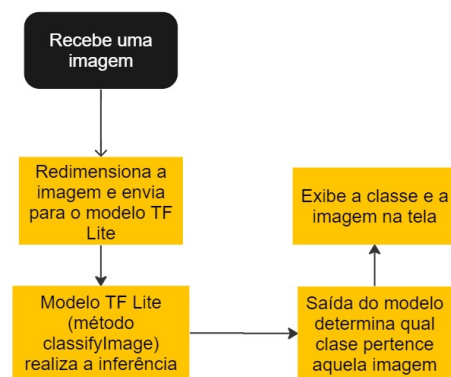 Recebe uma
imagem
Redimensiona a
imagem e envia
para o modelo TF
Lite
Modelo TF Lite
(método
classifyImage)
realiza a inferência
Saída do modelo
determina qual
clase pertence
aquela imagem
Exibe a classe e a
imagem na tela